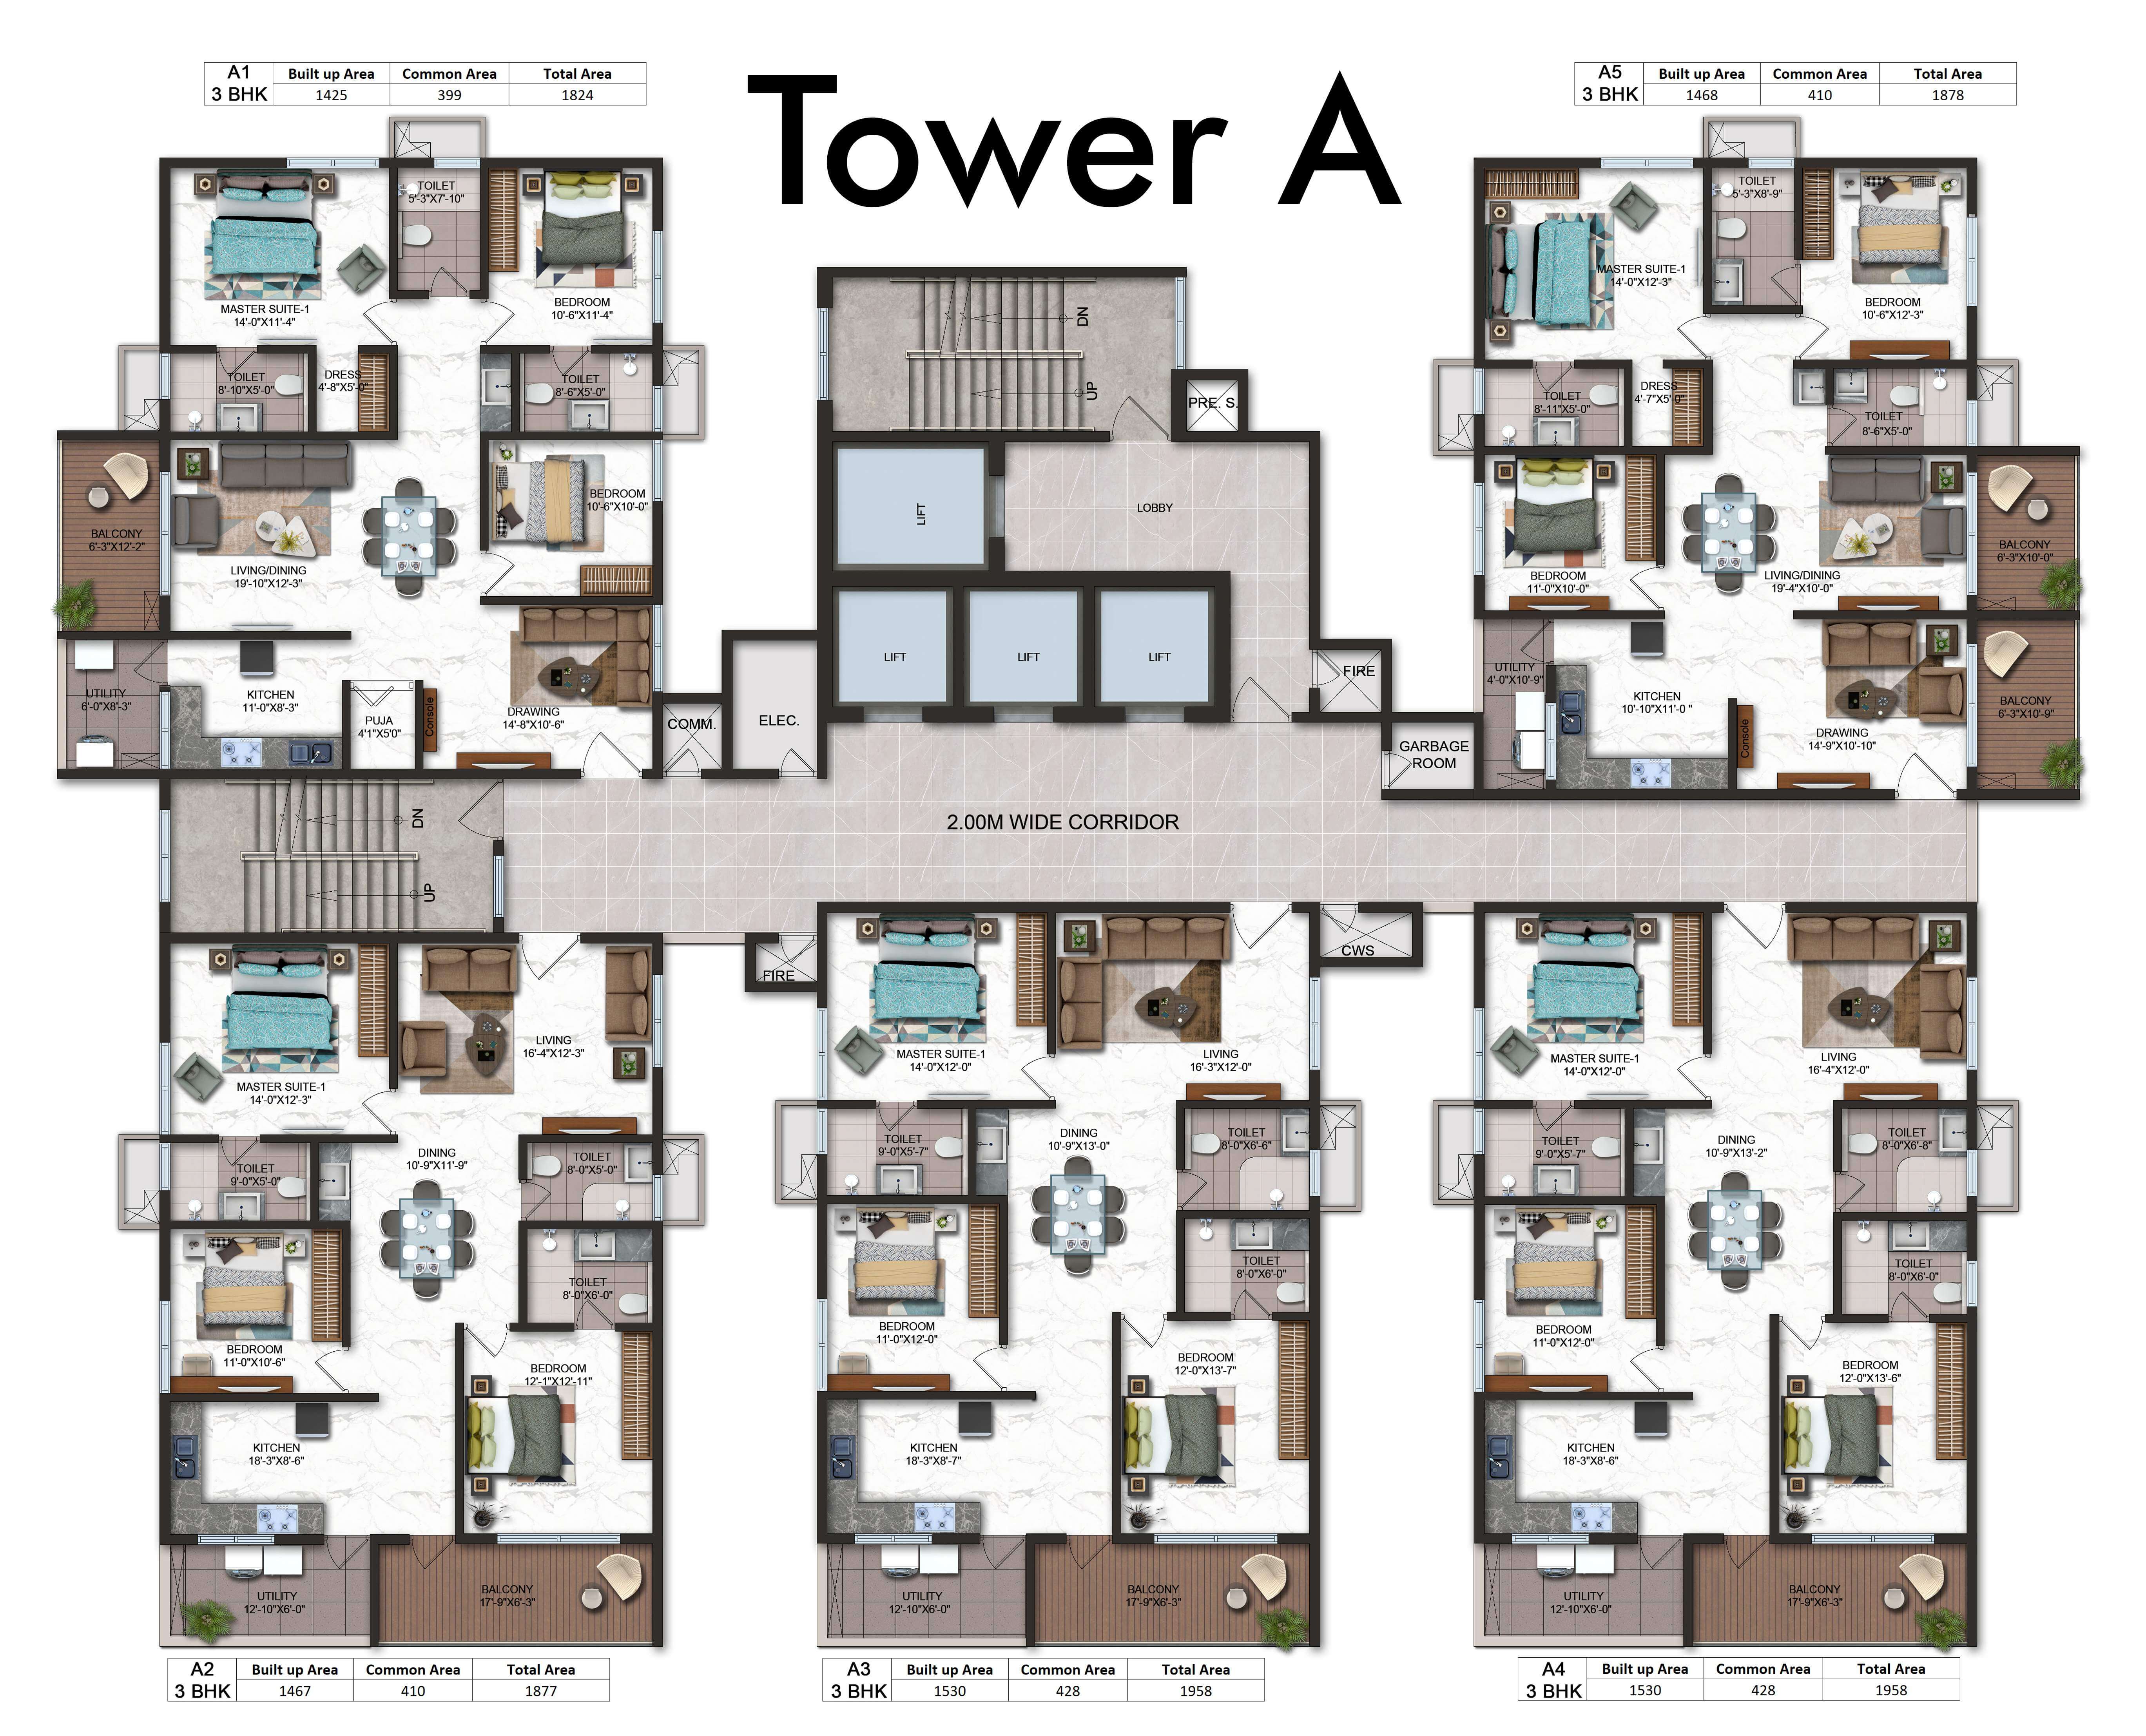 Tower A
A1 Built up Area Common Area Total Area
3 BHK 1425 399 1824
A5 Built up Area Common Area Total Area
3 BHK 1468 410 1878
TOILET
5'-3"X7'-10"
MASTER SUITE-1
14'-0"X11'-4"
BEDROOM
10'-6"X11'-4"
TOILET
8'-10"X5'-0"
DRESS
4'-8"X5'-0"
TOILET
8'-6"X5'-0"
BEDROOM
10'-6"X10'-0"
BALCONY
6'-3"X12'-2"
LIVING/DINING
19'-10"X12'-3"
UTILITY
6'-0"X8'-3"
KITCHEN
11'-0"X8'-3"
PUJA
4'1"X5'0"
Console
DRAWING
14'-8"X10'-6"
COMM.
ELEC.
DN
UP
PRE. S.
LIFT
LOBBY
LIFT
LIFT
LIFT
FIRE
GARBAGE
ROOM
TOILET
5'-3"X8'-9"
MASTER SUITE-1
14'-0"X12'-3"
BEDROOM
10'-6"X12'-3"
TOILET
8'-11"X5'-0"
DRESS
4'-7"X5'-0"
TOILET
8'-6"X5'-0"
BEDROOM
11'-0"X10'-0"
LIVING/DINING
19'-4"X10'-0"
BALCONY
6'-3"X10'-0"
UTILITY
4'-0"X10'-9"
KITCHEN
10'-10"X11'-0 "
Console
DRAWING
14'-9"X10'-10"
BALCONY
6'-3"X10'-9"
DN
UP
2.00M WIDE CORRIDOR
FIRE
CWS
MASTER SUITE-1
14'-0"X12'-3"
LIVING
16'-4"X12'-3"
TOILET
9'-0"X5'-0"
DINING
10'-9"X11'-9"
TOILET
8'-0"X5'-0"
TOILET
8'-0"X6'-0"
BEDROOM
11'-0"X10'-6"
BEDROOM
12'-1"X12'-11"
KITCHEN
18'-3"X8'-6"
UTILITY
12'-10"X6'-0"
BALCONY
17'-9"X6'-3"
MASTER SUITE-1
14'-0"X12'-0"
LIVING
16'-3"X12'-0"
TOILET
9'-0"X5'-7"
DINING
10'-9"X13'-0"
TOILET
8'-0"X6'-6"
TOILET
8'-0"X6'-0"
BEDROOM
11'-0"X12'-0"
BEDROOM
12'-0"X13'-7"
KITCHEN
18'-3"X8'-7"
UTILITY
12'-10"X6'-0"
BALCONY
17'-9"X6'-3"
MASTER SUITE-1
14'-0"X12'-0"
LIVING
16'-4"X12'-0"
TOILET
9'-0"X5'-7"
DINING
10'-9"X13'-2"
TOILET
8'-0"X6'-8"
TOILET
8'-0"X6'-0"
BEDROOM
11'-0"X12'-0"
BEDROOM
12'-0"X13'-6"
KITCHEN
18'-3"X8'-6"
UTILITY
12'-10"X6'-0"
BALCONY
17'-9"X6'-3"
A2 Built up Area Common Area Total Area
3 BHK 1467 410 1877
A3 Built up Area Common Area Total Area
3 BHK 1530 428 1958
A4 Built up Area Common Area Total Area
3 BHK 1530 428 1958